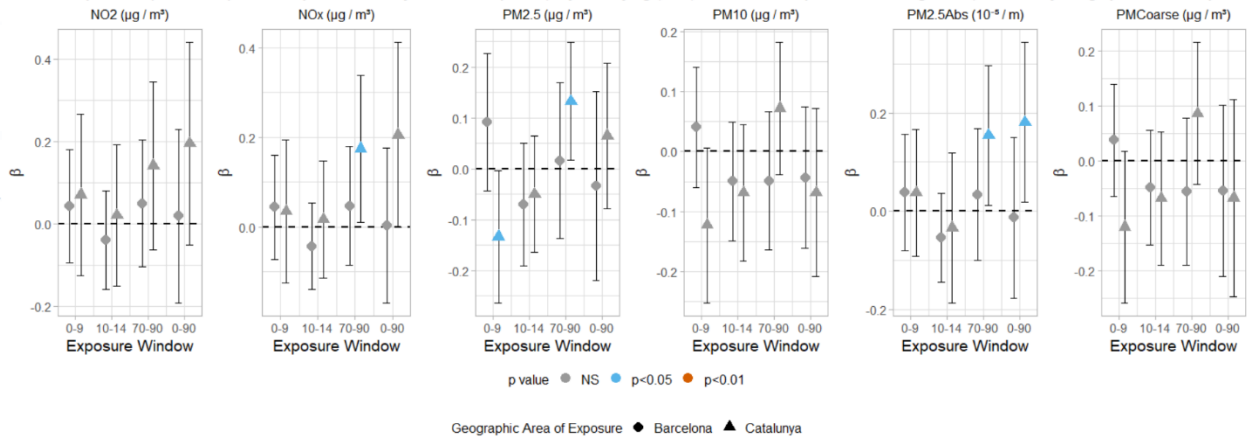 NO2 (µg / m³) NOx (µg / m³) PM2.5 (µg / m³) PM10 (µg / m³) PM2.5Abs (10⁻⁵ / m) PMCoarse (µg / m³)
β β β β β β
0.4 0.2 0.0 -0.2
0.4 0.2 0.0
0.2 0.1 0.0 -0.1 -0.2
0.2 0.1 0.0 -0.1 -0.2
0.2 0.0 -0.2
0.2 0.1 0.0 -0.1 -0.2
0-9 10-14 70-90 0-90 0-9 10-14 70-90 0-90 0-9 10-14 70-90 0-90 0-9 10-14 70-90 0-90 0-9 10-14 70-90 0-90 0-9 10-14 70-90 0-90
Exposure Window Exposure Window Exposure Window Exposure Window Exposure Window Exposure Window
p value NS p<0.05 p<0.01
Geographic Area of Exposure Barcelona Catalunya